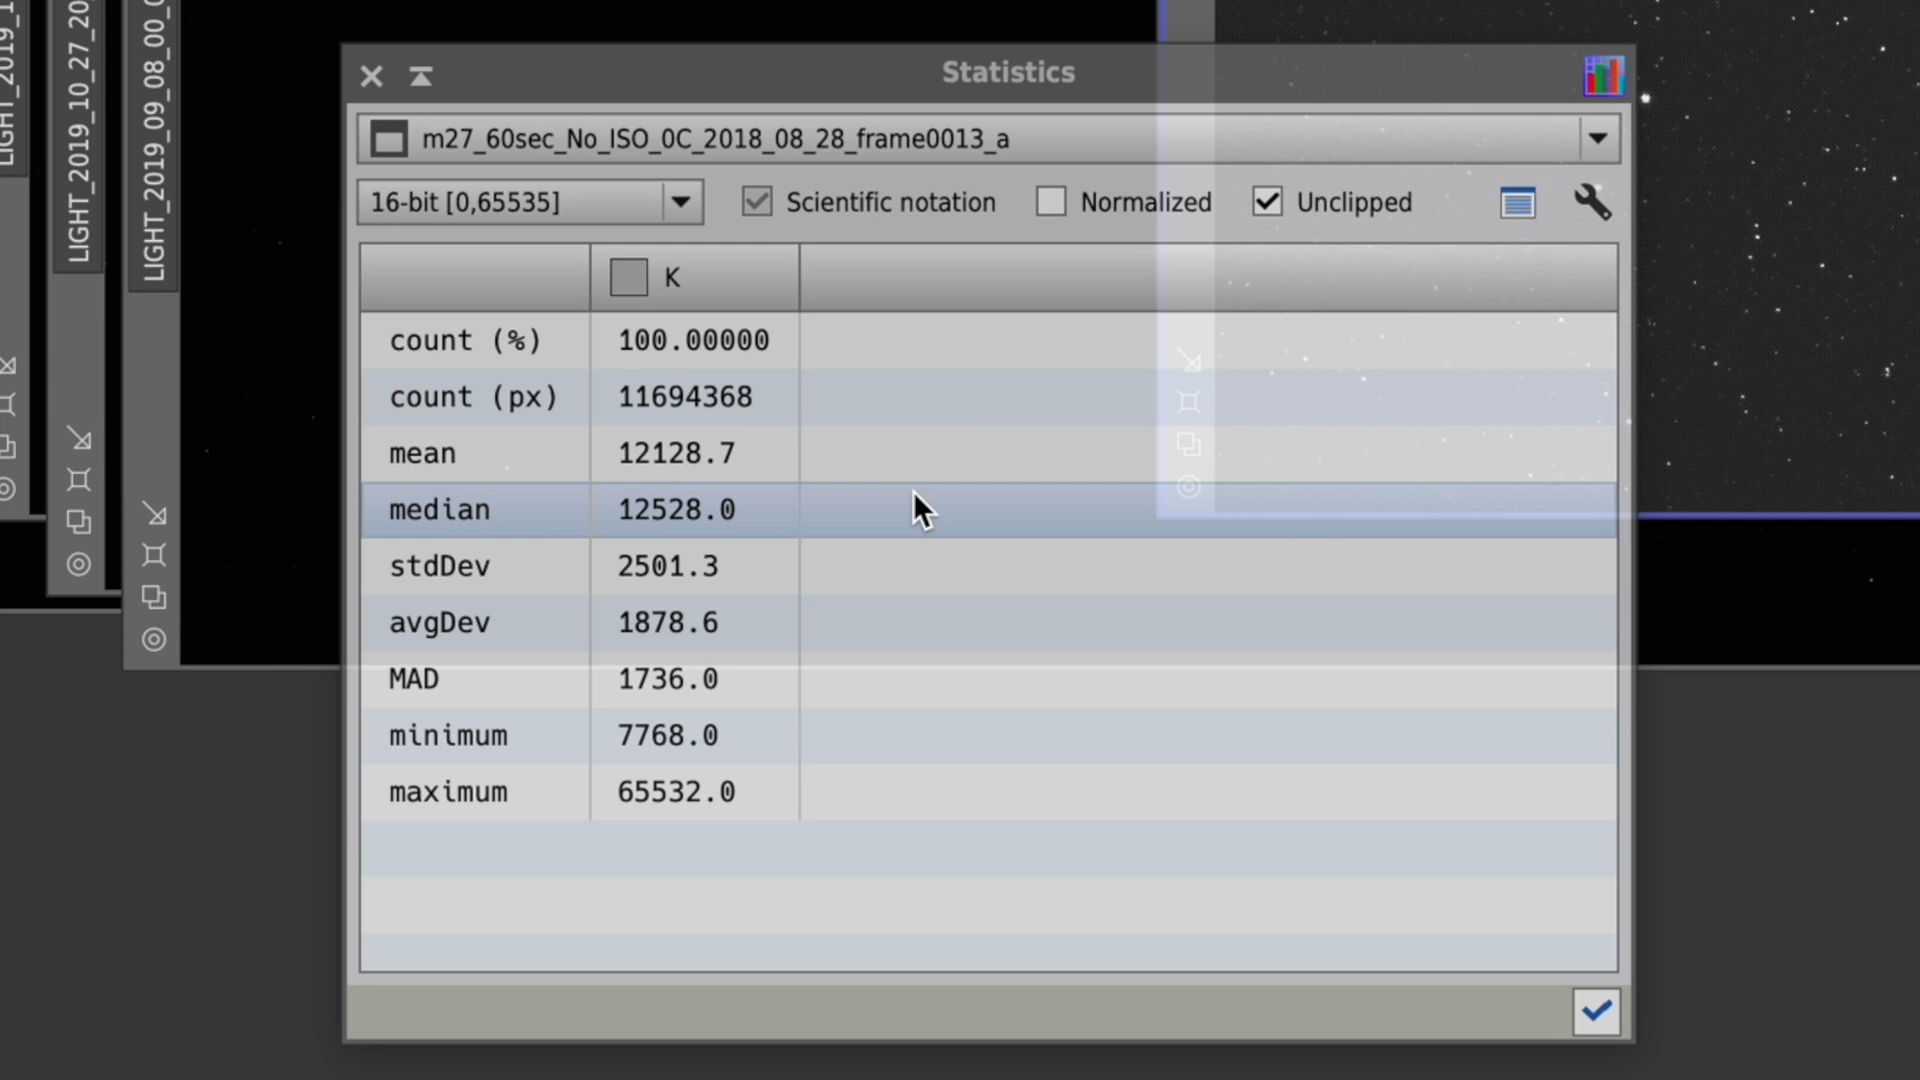 LIGHT_2019_1
LIGHT_2019_10_27_20
LIGHT_2019_09_08_00_0
Statistics
m27_60sec_No_ISO_0C_2018_08_28_frame0013_a
16-bit [0,65535] Scientific notation Normalized Unclipped
K
count (%) 100.00000
count (px) 11694368
mean 12128.7
median 12528.0
stdDev 2501.3
avgDev 1878.6
MAD 1736.0
minimum 7768.0
maximum 65532.0